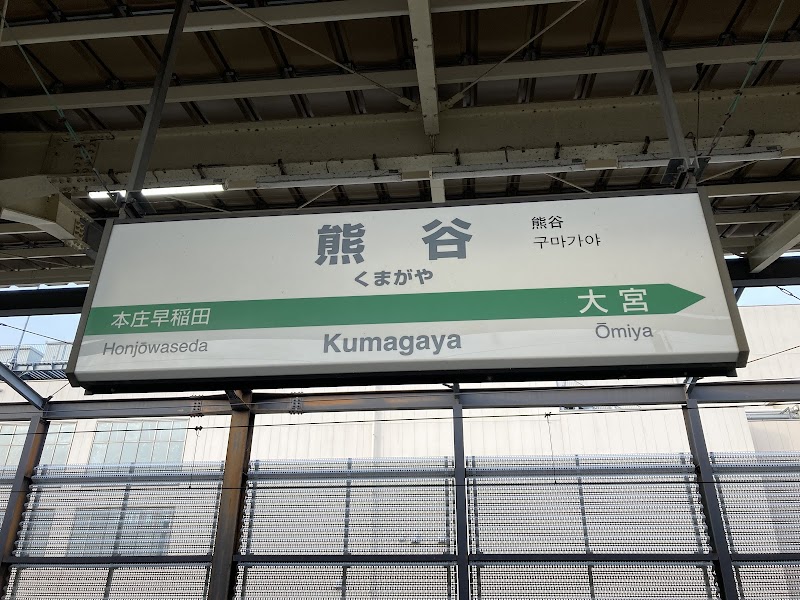 熊谷
くまがや
熊谷
구마가야
本庄早稲田
大宮
Honjōwaseda
Kumagaya
Ōmiya